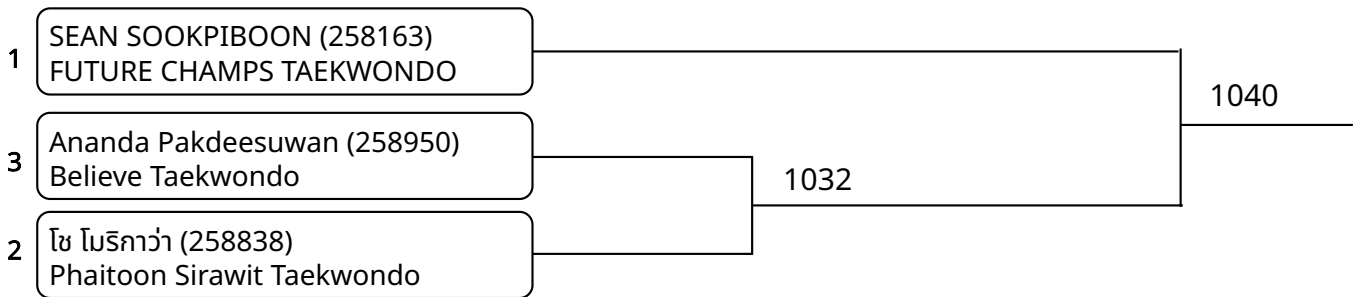 1
SEAN SOOKPIBOON (258163)
FUTURE CHAMPS TAEKWONDO
1040
3
Ananda Pakdeesuwan (258950)
Believe Taekwondo
1032
2
โช โมริกาว่า (258838)
Phaitoon Sirawit Taekwondo